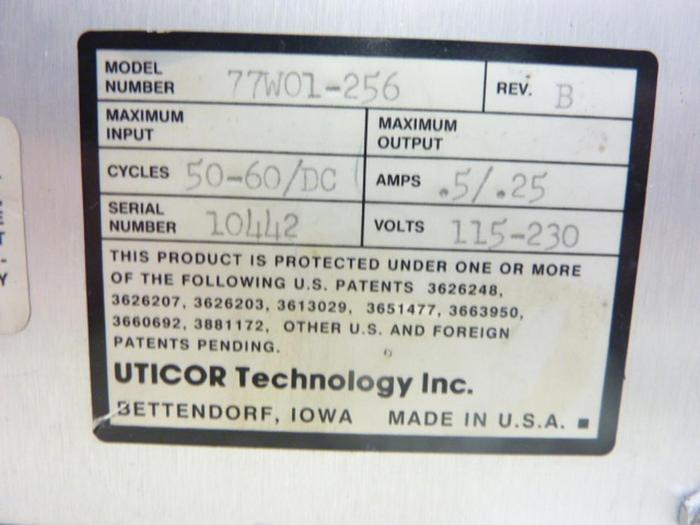 MODEL NUMBER 77W01-256 REV. B
MAXIMUM INPUT
MAXIMUM OUTPUT
CYCLES 50-60/DC AMPS .5/.25
SERIAL NUMBER 10442 VOLTS 115-230
THIS PRODUCT IS PROTECTED UNDER ONE OR MORE
OF THE FOLLOWING U.S. PATENTS 3626248,
3626207, 3626203, 3613029, 3651477, 3663950,
3660692, 3881172, OTHER U.S. AND FOREIGN
PATENTS PENDING.
UTICOR Technology Inc.
BETTENDORF, IOWA MADE IN U.S.A.